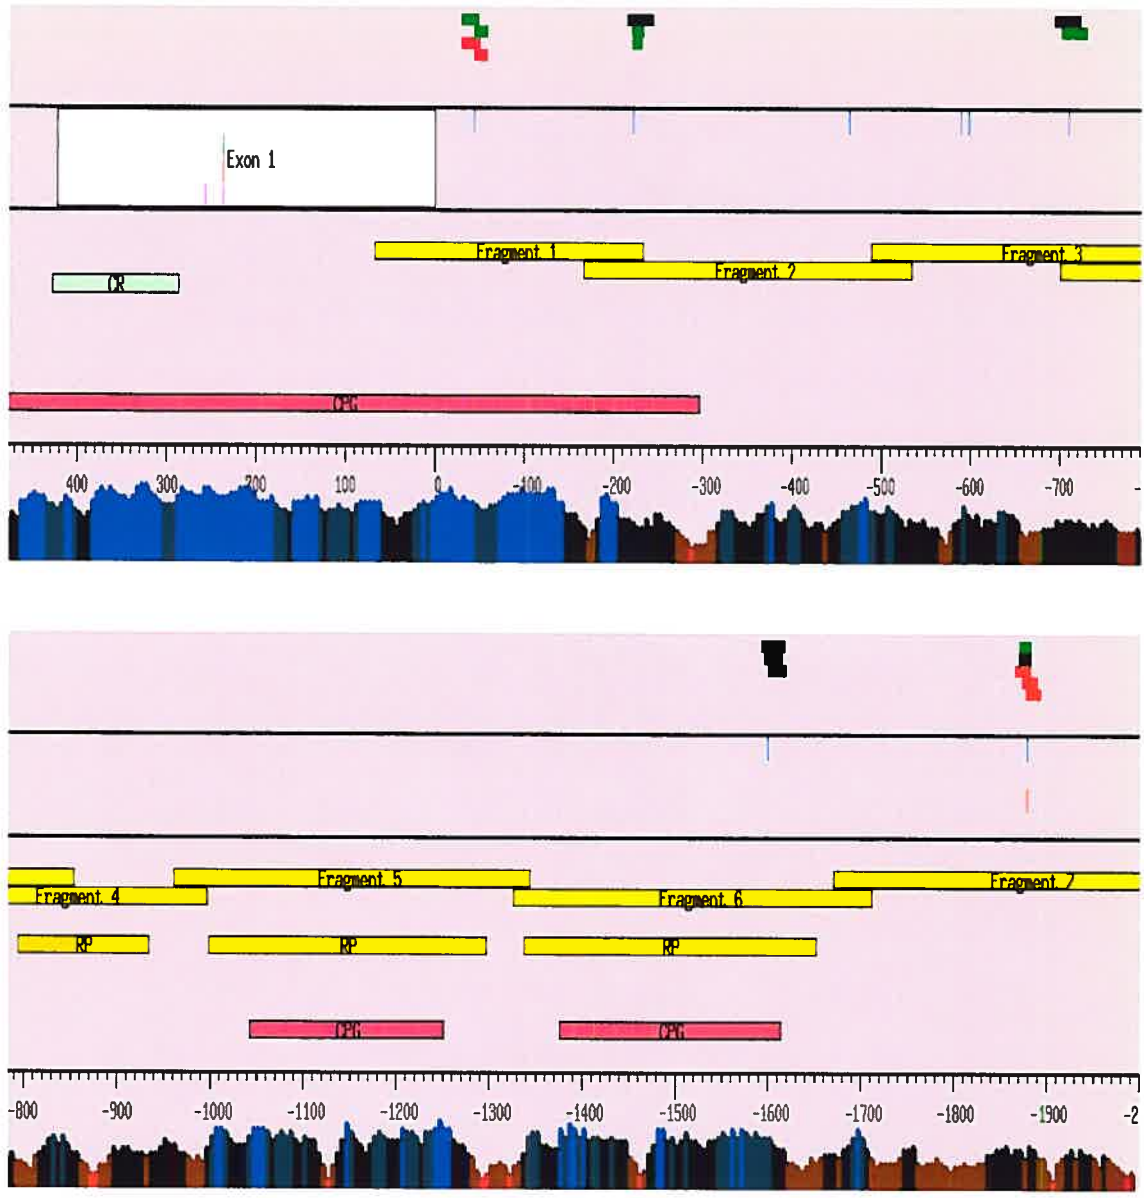 Exon 1
Fragment 1
Fragment 3
Fragment 2
CR
CPG
400 300 200 100 0 -100 -200 -300 -400 -500 -600 -700 -
Fragment 5
Fragment 7
Fragment 4
Fragment 6
RP RP RP
CPG CPG
-800 -900 -1000 -1100 -1200 -1300 -1400 -1500 -1600 -1700 -1800 -1900 -2